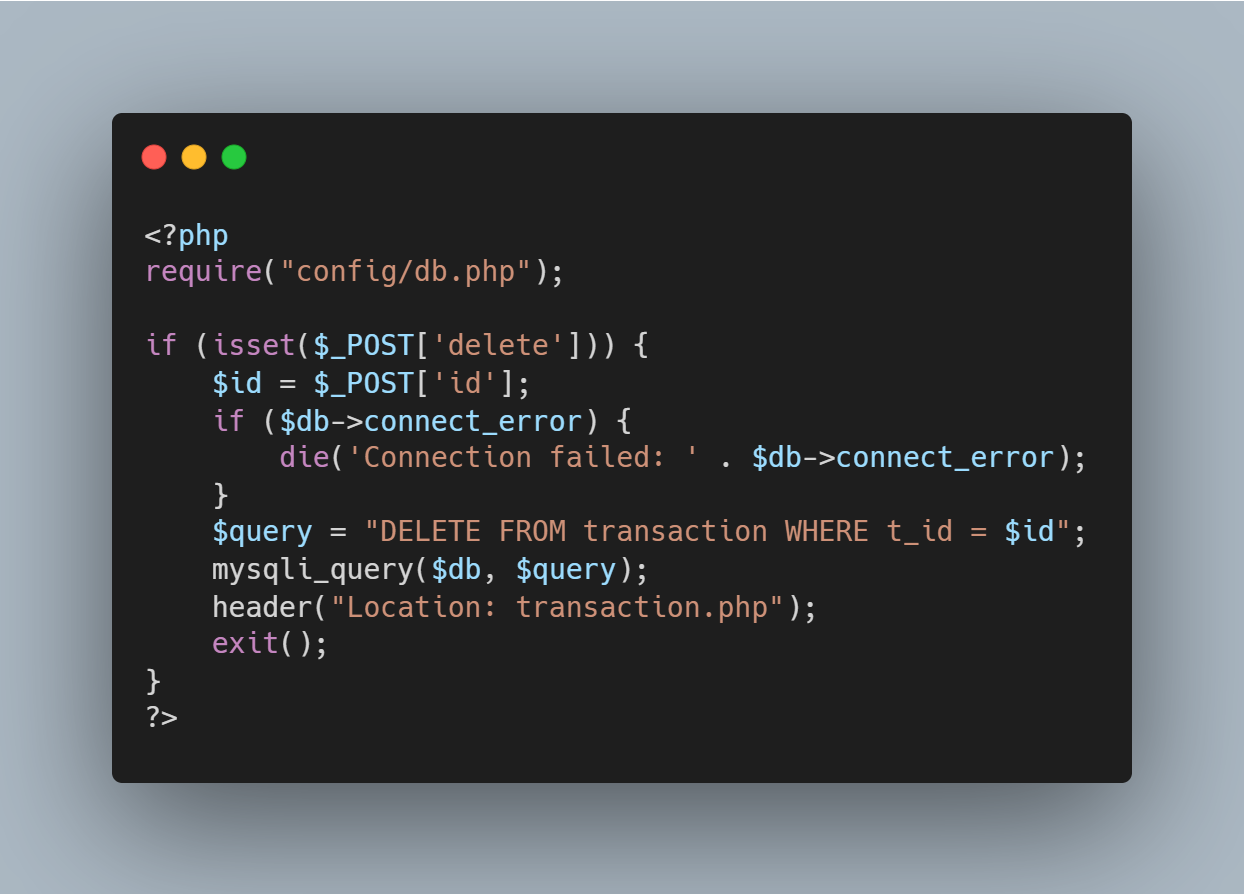 <?php
require("config/db.php");

if (isset($_POST['delete'])) {
    $id = $_POST['id'];
    if ($db->connect_error) {
        die('Connection failed: ' . $db->connect_error);
    }
    $query = "DELETE FROM transaction WHERE t_id = $id";
    mysqli_query($db, $query);
    header("Location: transaction.php");
    exit();
}
?>